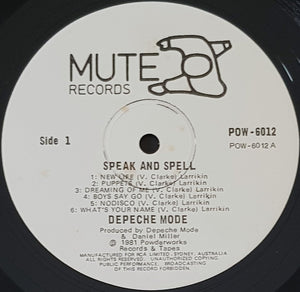 MUTE
RECORDS
Side 1
POW-6012
POW-6012 A
SPEAK AND SPELL
1: NEW LIFE (V. Clarke) Larrikin
2: PUPPETS (V. Clarke) Larrikin
3: DREAMING OF ME (V. Clarke) Larrikin
4: BOYS SAY GO (V. Clarke) Larrikin
5: NODISCO (V. Clarke) Larrikin
6: WHAT'S YOUR NAME (V. Clarke) Larrikin
DEPECHE MODE
Produced by Depeche Mode
& Daniel Miller
© 1981 Powderworks
Records & Tapes
MANUFACTURED FOR RCA LIMITED, SYDNEY, AUSTRALIA
ALL RIGHTS RESERVED. UNAUTHORIZED COPYING,
PUBLIC PERFORMANCE, BROADCASTING OF
THIS RECORD FORBIDDEN.